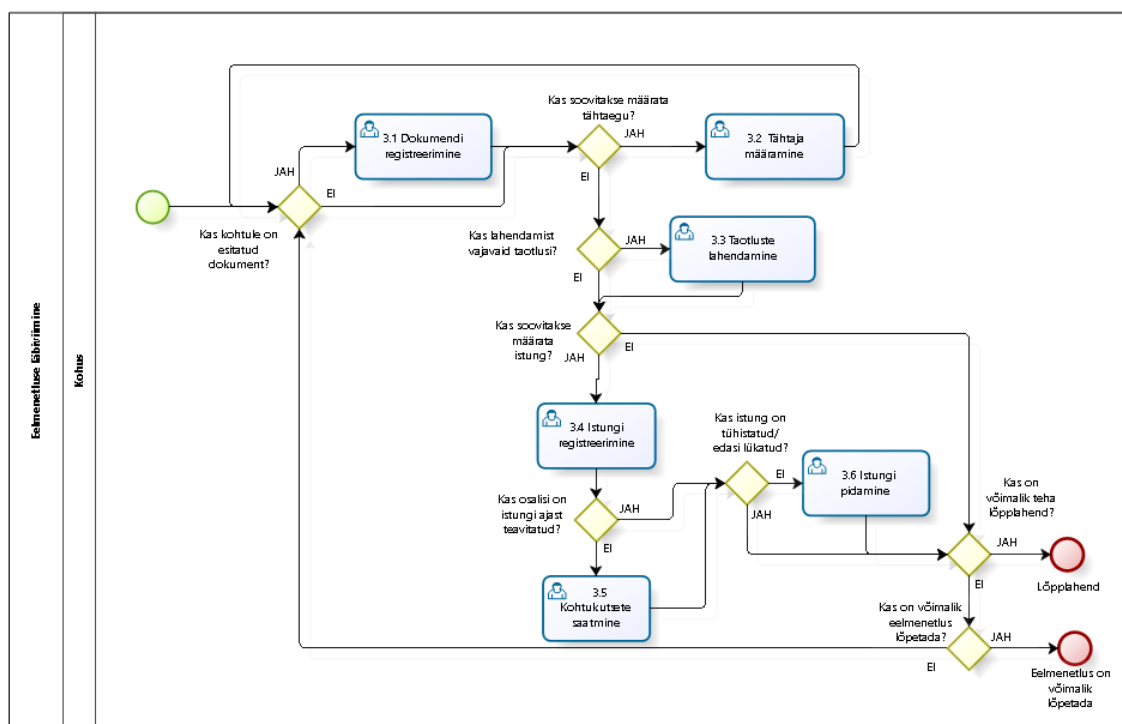 Eelmenetluse läbiviimine
Kohus
Kas kohtule on
esitatud
dokument?
JAH
EI
3.1 Dokumendi
registreerimine
Kas soovitakse määrata
tähtaegu?
JAH
EI
3.2 Tähtaja
määramine
Kas lahendamist
vajavaid taotlusi?
JAH
EI
3.3 Taotluste
lahendamine
Kas soovitakse
määrata
istung?
EI
JAH
3.4 Istungi
registreerimine
Kas osalisi on
istungi ajast
teavitatud?
JAH
EI
3.5
Kohtukutsete
saatmine
Kas istung on
tühistatud/
edasi lükatud?
EI
JAH
3.6 Istungi
pidamine
Kas on
võimalik teha
lõpplahend?
JAH
EI
Lõpplahend
Kas on võimalik
eelmenetlus
lõpetada?
JAH
EI
Eelmenetlus on
võimalik
lõpetada